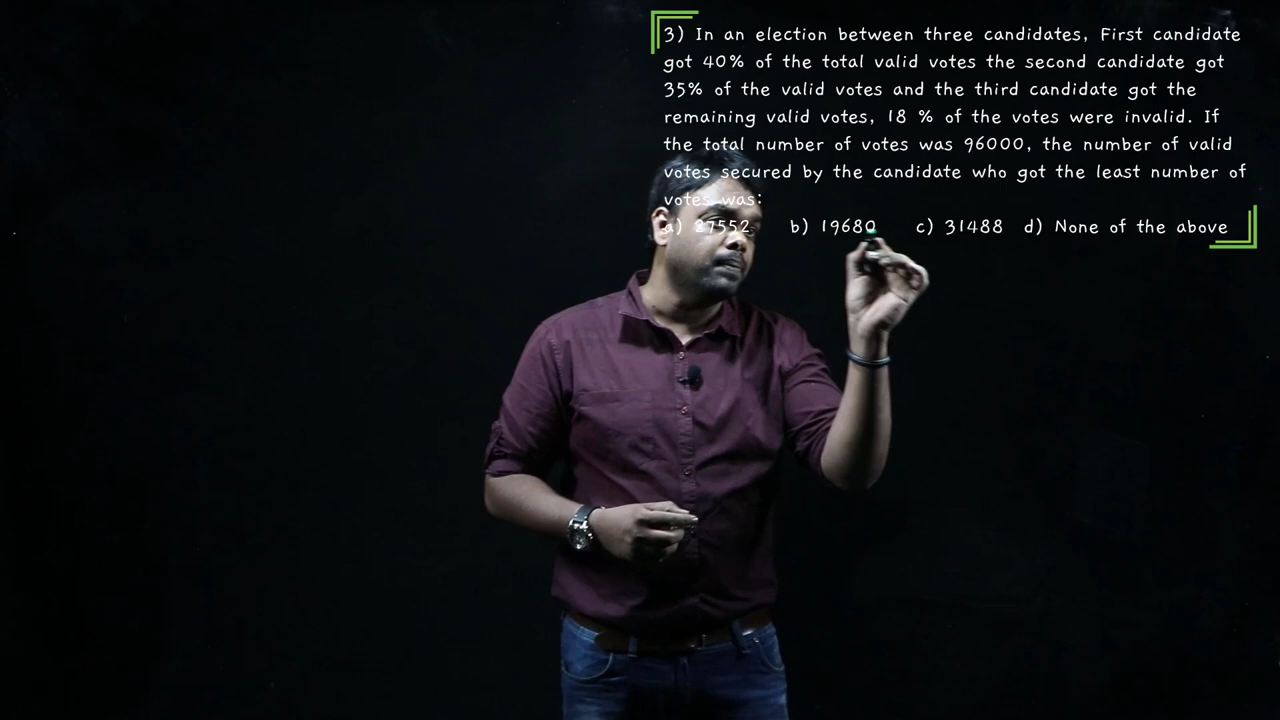 3) In an election between three candidates, First candidate
got 40% of the total valid votes the second candidate got
35% of the valid votes and the third candidate got the
remaining valid votes, 18 % of the votes were invalid. If
the total number of votes was 96000, the number of valid
votes secured by the candidate who got the least number of
votes was:
a) 27552 b) 19680 c) 31488 d) None of the above